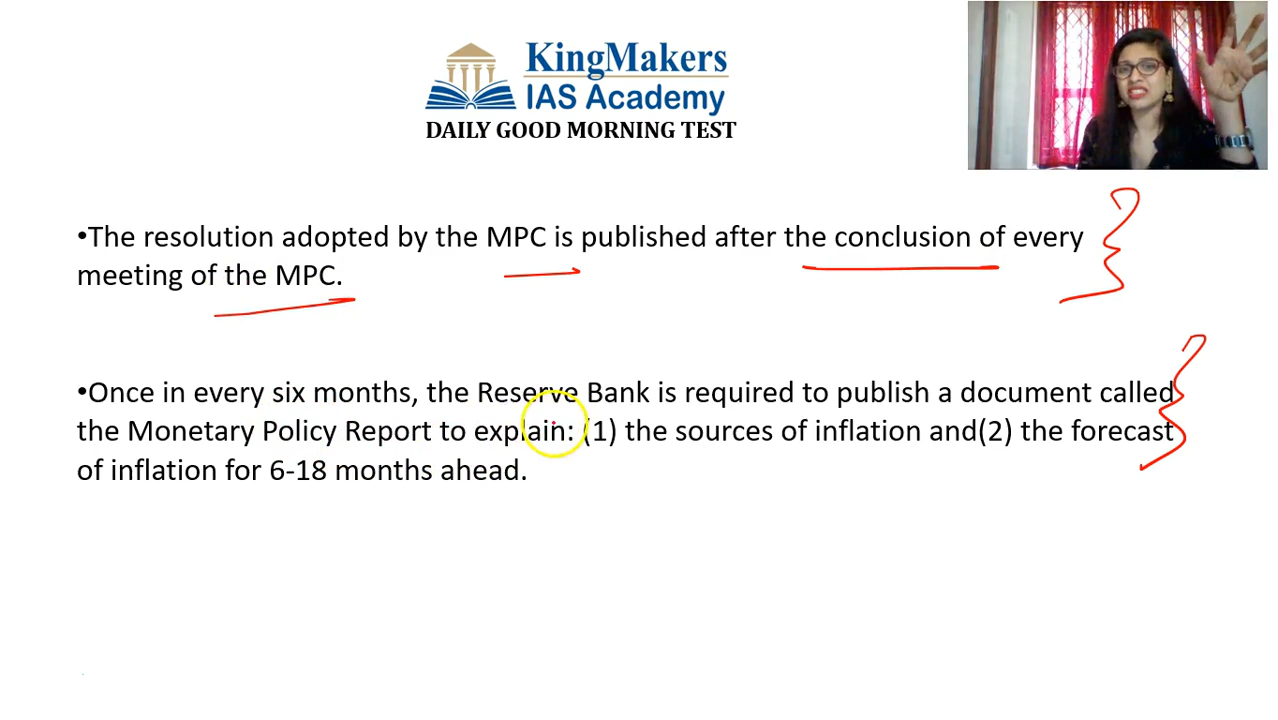 KingMakers
IAS Academy
DAILY GOOD MORNING TEST
•The resolution adopted by the MPC is published after the conclusion of every
meeting of the MPC.
•Once in every six months, the Reserve Bank is required to publish a document called
the Monetary Policy Report to explain: (1) the sources of inflation and(2) the forecast
of inflation for 6-18 months ahead.